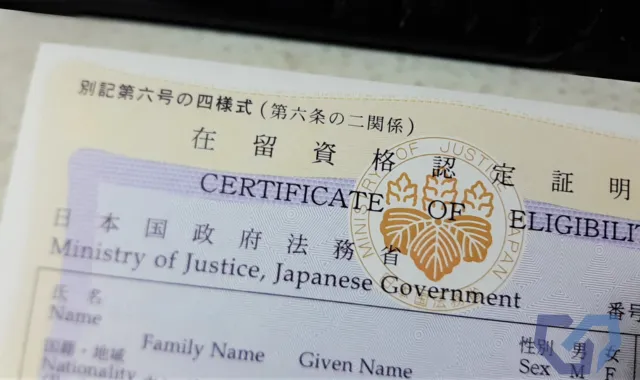 別記第六号の四様式(第六条の二関係)
在留資格認定証明
CERTIFICATE OF ELIGIBILIT
日本国政府法務省
Ministry of Justice, Japanese Government
MINISTRY OF JUSTICE JAPAN
国法務
番号
氏名
Name
Family Name Given Name
性別 男 女
Sex M F
国籍・地域
Nationality